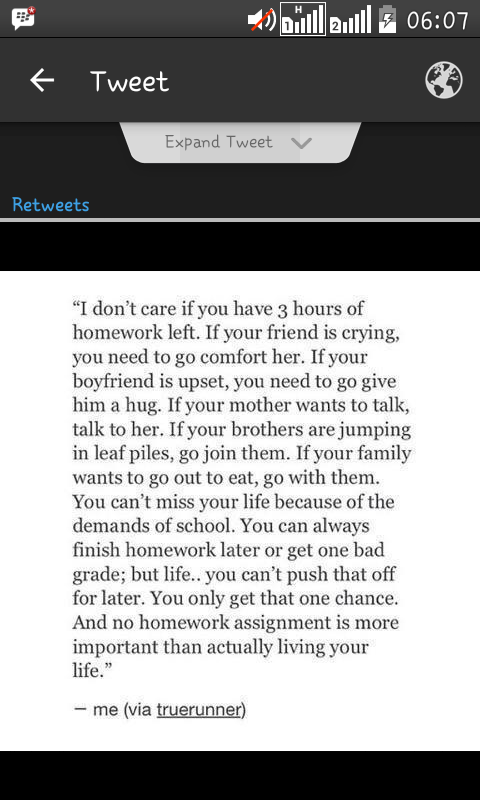 06:07
Tweet
Expand Tweet
Retweets
“I don’t care if you have 3 hours of
homework left. If your friend is crying,
you need to go comfort her. If your
boyfriend is upset, you need to go give
him a hug. If your mother wants to talk,
talk to her. If your brothers are jumping
in leaf piles, go join them. If your family
wants to go out to eat, go with them.
You can’t miss your life because of the
demands of school. You can always
finish homework later or get one bad
grade; but life.. you can’t push that off
for later. You only get that one chance.
And no homework assignment is more
important than actually living your
life.”
— me (via truerunner)